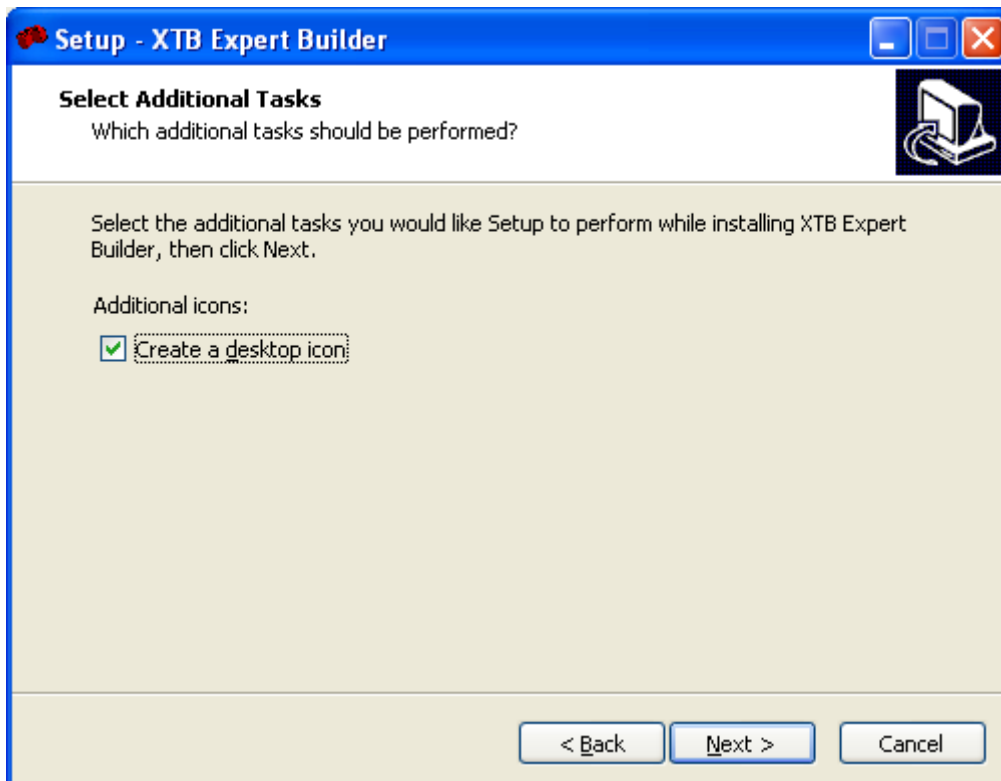 Setup - XTB Expert Builder
Select Additional Tasks
Which additional tasks should be performed?
Select the additional tasks you would like Setup to perform while installing XTB Expert
Builder, then click Next.
Additional icons:
Create a desktop icon
< Back
Next >
Cancel